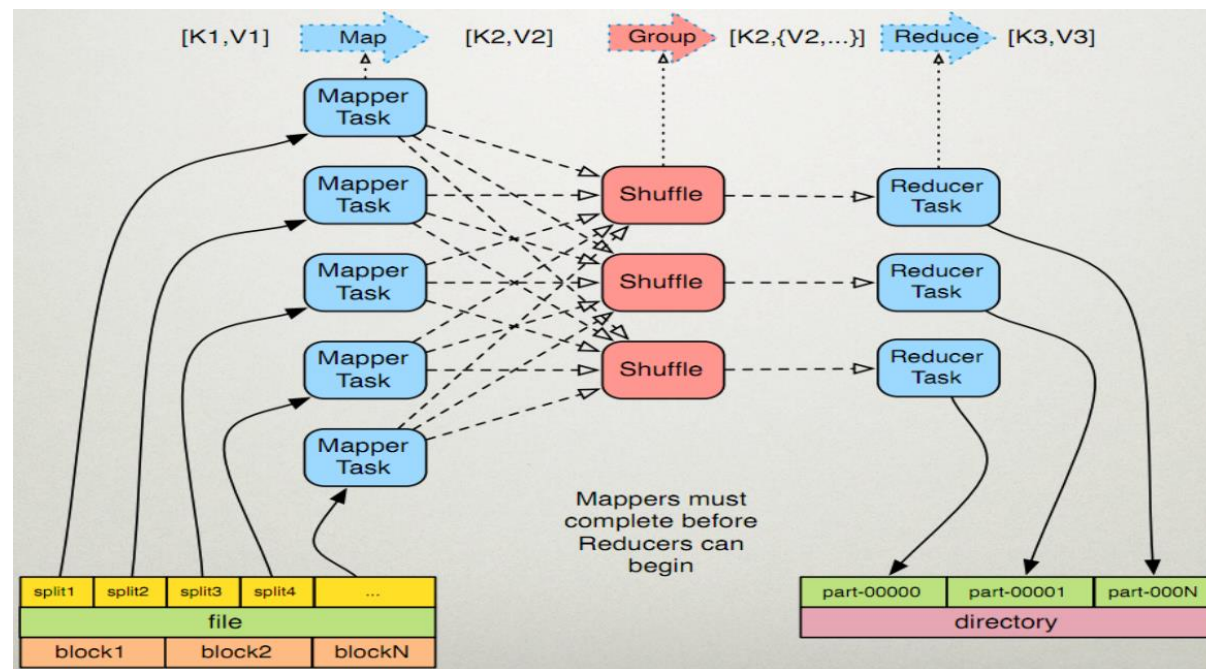 [K1,V1]
Map
[K2,V2]
Group
[K2,{V2,...}]
Reduce
[K3,V3]
Mapper
Task
Mapper
Task
Mapper
Task
Mapper
Task
Mapper
Task
Shuffle
Shuffle
Shuffle
Reducer
Task
Reducer
Task
Reducer
Task
Mappers must
complete before
Reducers can
begin
split1
split2
split3
split4
...
file
block1
block2
blockN
part-00000
part-00001
part-000N
directory